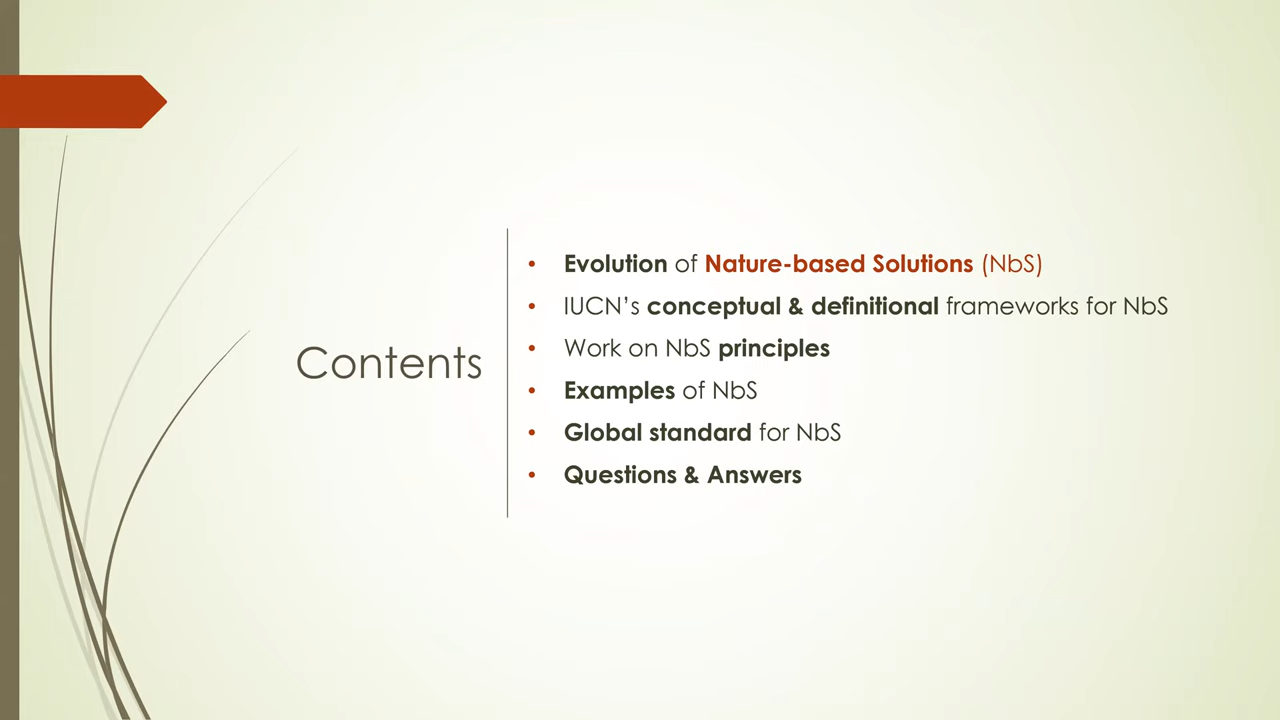 Contents
• Evolution of Nature-based Solutions (NbS)
• IUCN’s conceptual & definitional frameworks for NbS
• Work on NbS principles
• Examples of NbS
• Global standard for NbS
• Questions & Answers